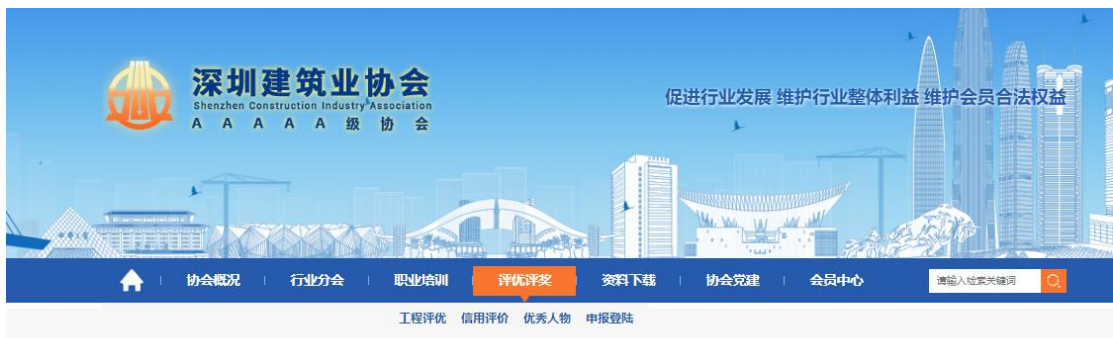 深圳建筑业协会
Shenzhen Construction Industry Association
A A A A A 级 协 会
促进行业发展 维护行业整体利益 维护会员合法权益
协会概况 行业分会 职业培训 评优评奖 资料下载 协会党建 会员中心 请输入检索关键词
工程评优 信用评价 优秀人物 申报登陆